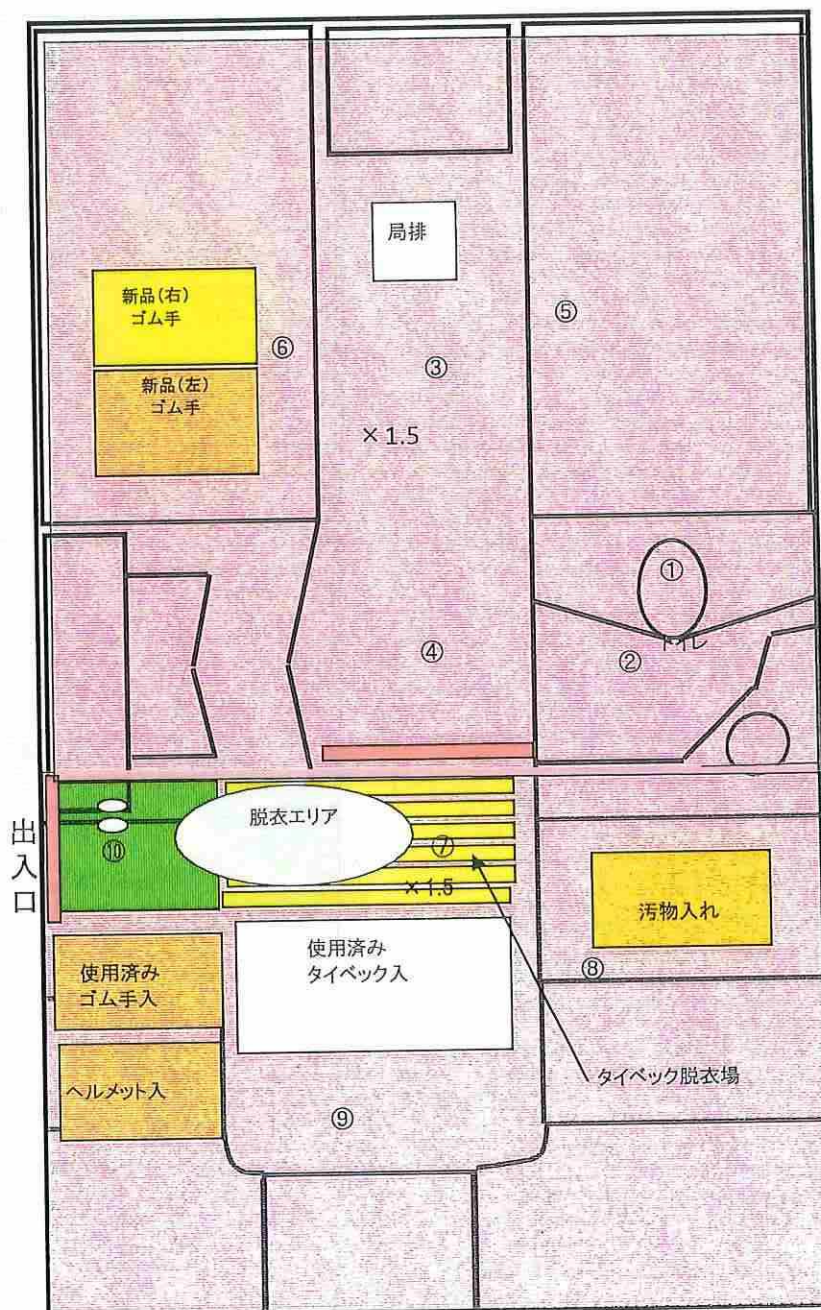 局排
新品(右)
ゴム手
⑥
⑤
③
新品(左)
ゴム手
×1.5
①
④
②
トイレ
出入口
脱衣エリア
⑩
⑦
×1.5
汚物入れ
使用済み
タイベック入
使用済み
ゴム手入
⑧
ヘルメット入
タイベック脱衣場
⑨